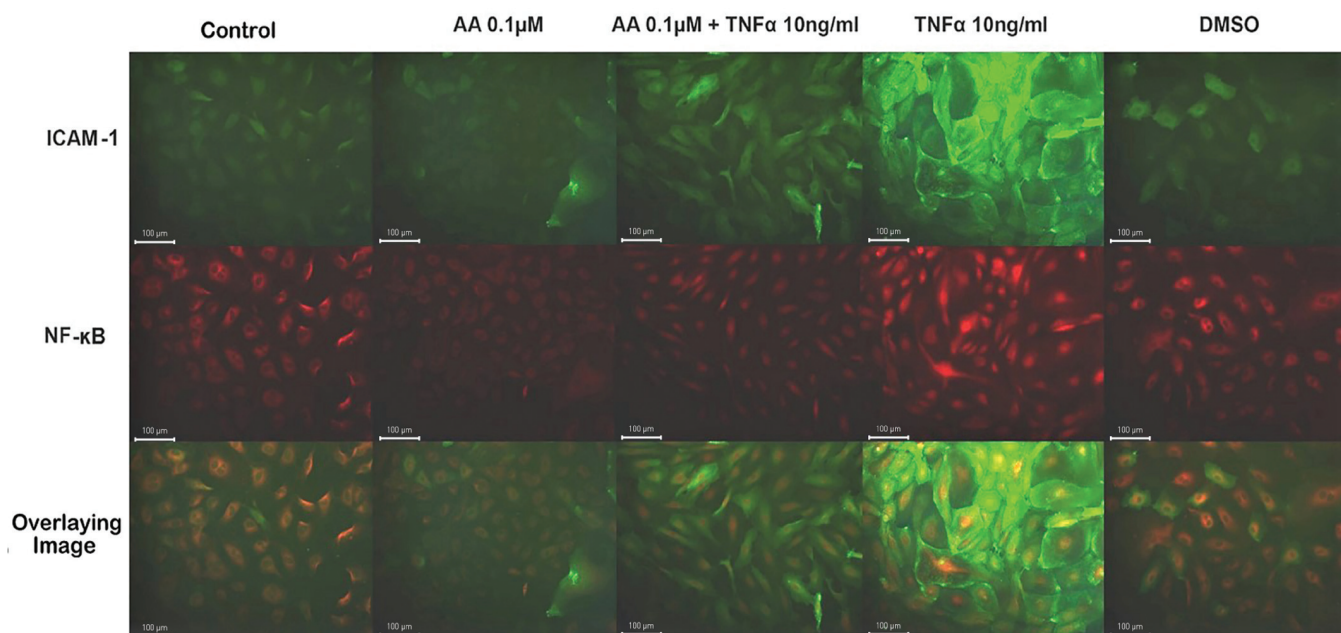 Control
AA 0.1µM
AA 0.1µM + TNFα 10ng/ml
TNFα 10ng/ml
DMSO
ICAM-1
100 µm
100 µm
100 µm
100 µm
100 µm
NF-κB
100 µm
100 µm
100 µm
100 µm
100 µm
Overlaying
Image
100 µm
100 µm
100 µm
100 µm
100 µm